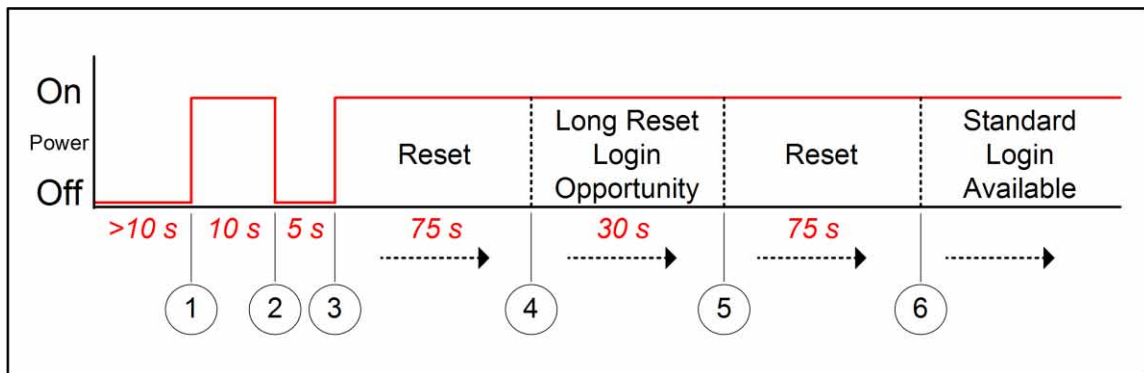 On
Power
Off
Reset
Long Reset
Login
Opportunity
Reset
Standard
Login
Available
>10 s
10 s
5 s
75 s
30 s
75 s
1
2
3
4
5
6